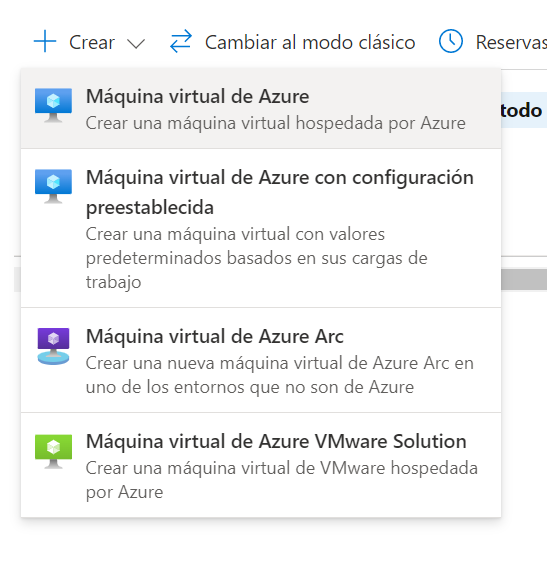 Crear
Cambiar al modo clásico
Reservas
todo
Máquina virtual de Azure
Crear una máquina virtual hospedada por Azure
Máquina virtual de Azure con configuración
preestablecida
Crear una máquina virtual con valores
predeterminados basados en sus cargas de
trabajo
Máquina virtual de Azure Arc
Crear una nueva máquina virtual de Azure Arc en
uno de los entornos que no son de Azure
Máquina virtual de Azure VMware Solution
Crear una máquina virtual de VMware hospedada
por Azure